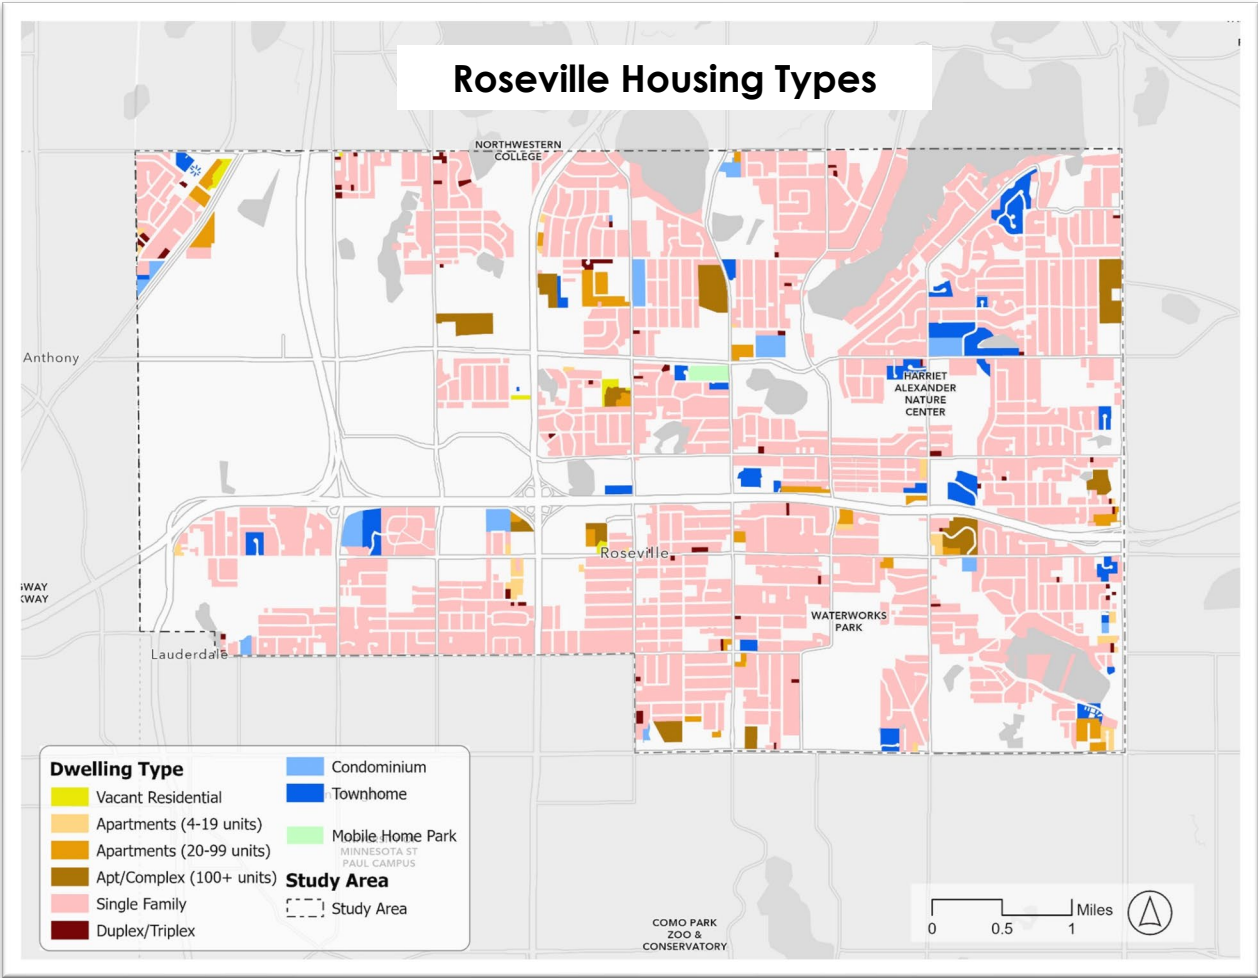 Roseville Housing Types
NORTHWESTERN
COLLEGE
Anthony
HARRIET
ALEXANDER
NATURE
CENTER
Roseville
WATERWORKS
PARK
Lauderdale
Dwelling Type
Vacant Residential
Apartments (4-19 units)
Apartments (20-99 units)
Apt/Complex (100+ units)
Single Family
Duplex/Triplex
Condominium
Townhome
Mobile Home Park
MINNESOTA ST
PAUL CAMPUS
Study Area
Study Area
COMO PARK
ZOO &
CONSERVATORY
Miles
0 0.5 1